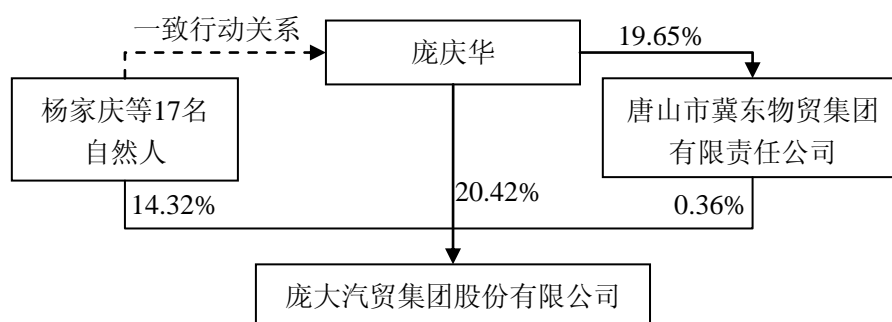 一致行动关系
庞庆华
19.65%
杨家庆等17名
自然人
唐山市冀东物贸集团
有限责任公司
14.32%
20.42%
0.36%
庞大汽贸集团股份有限公司